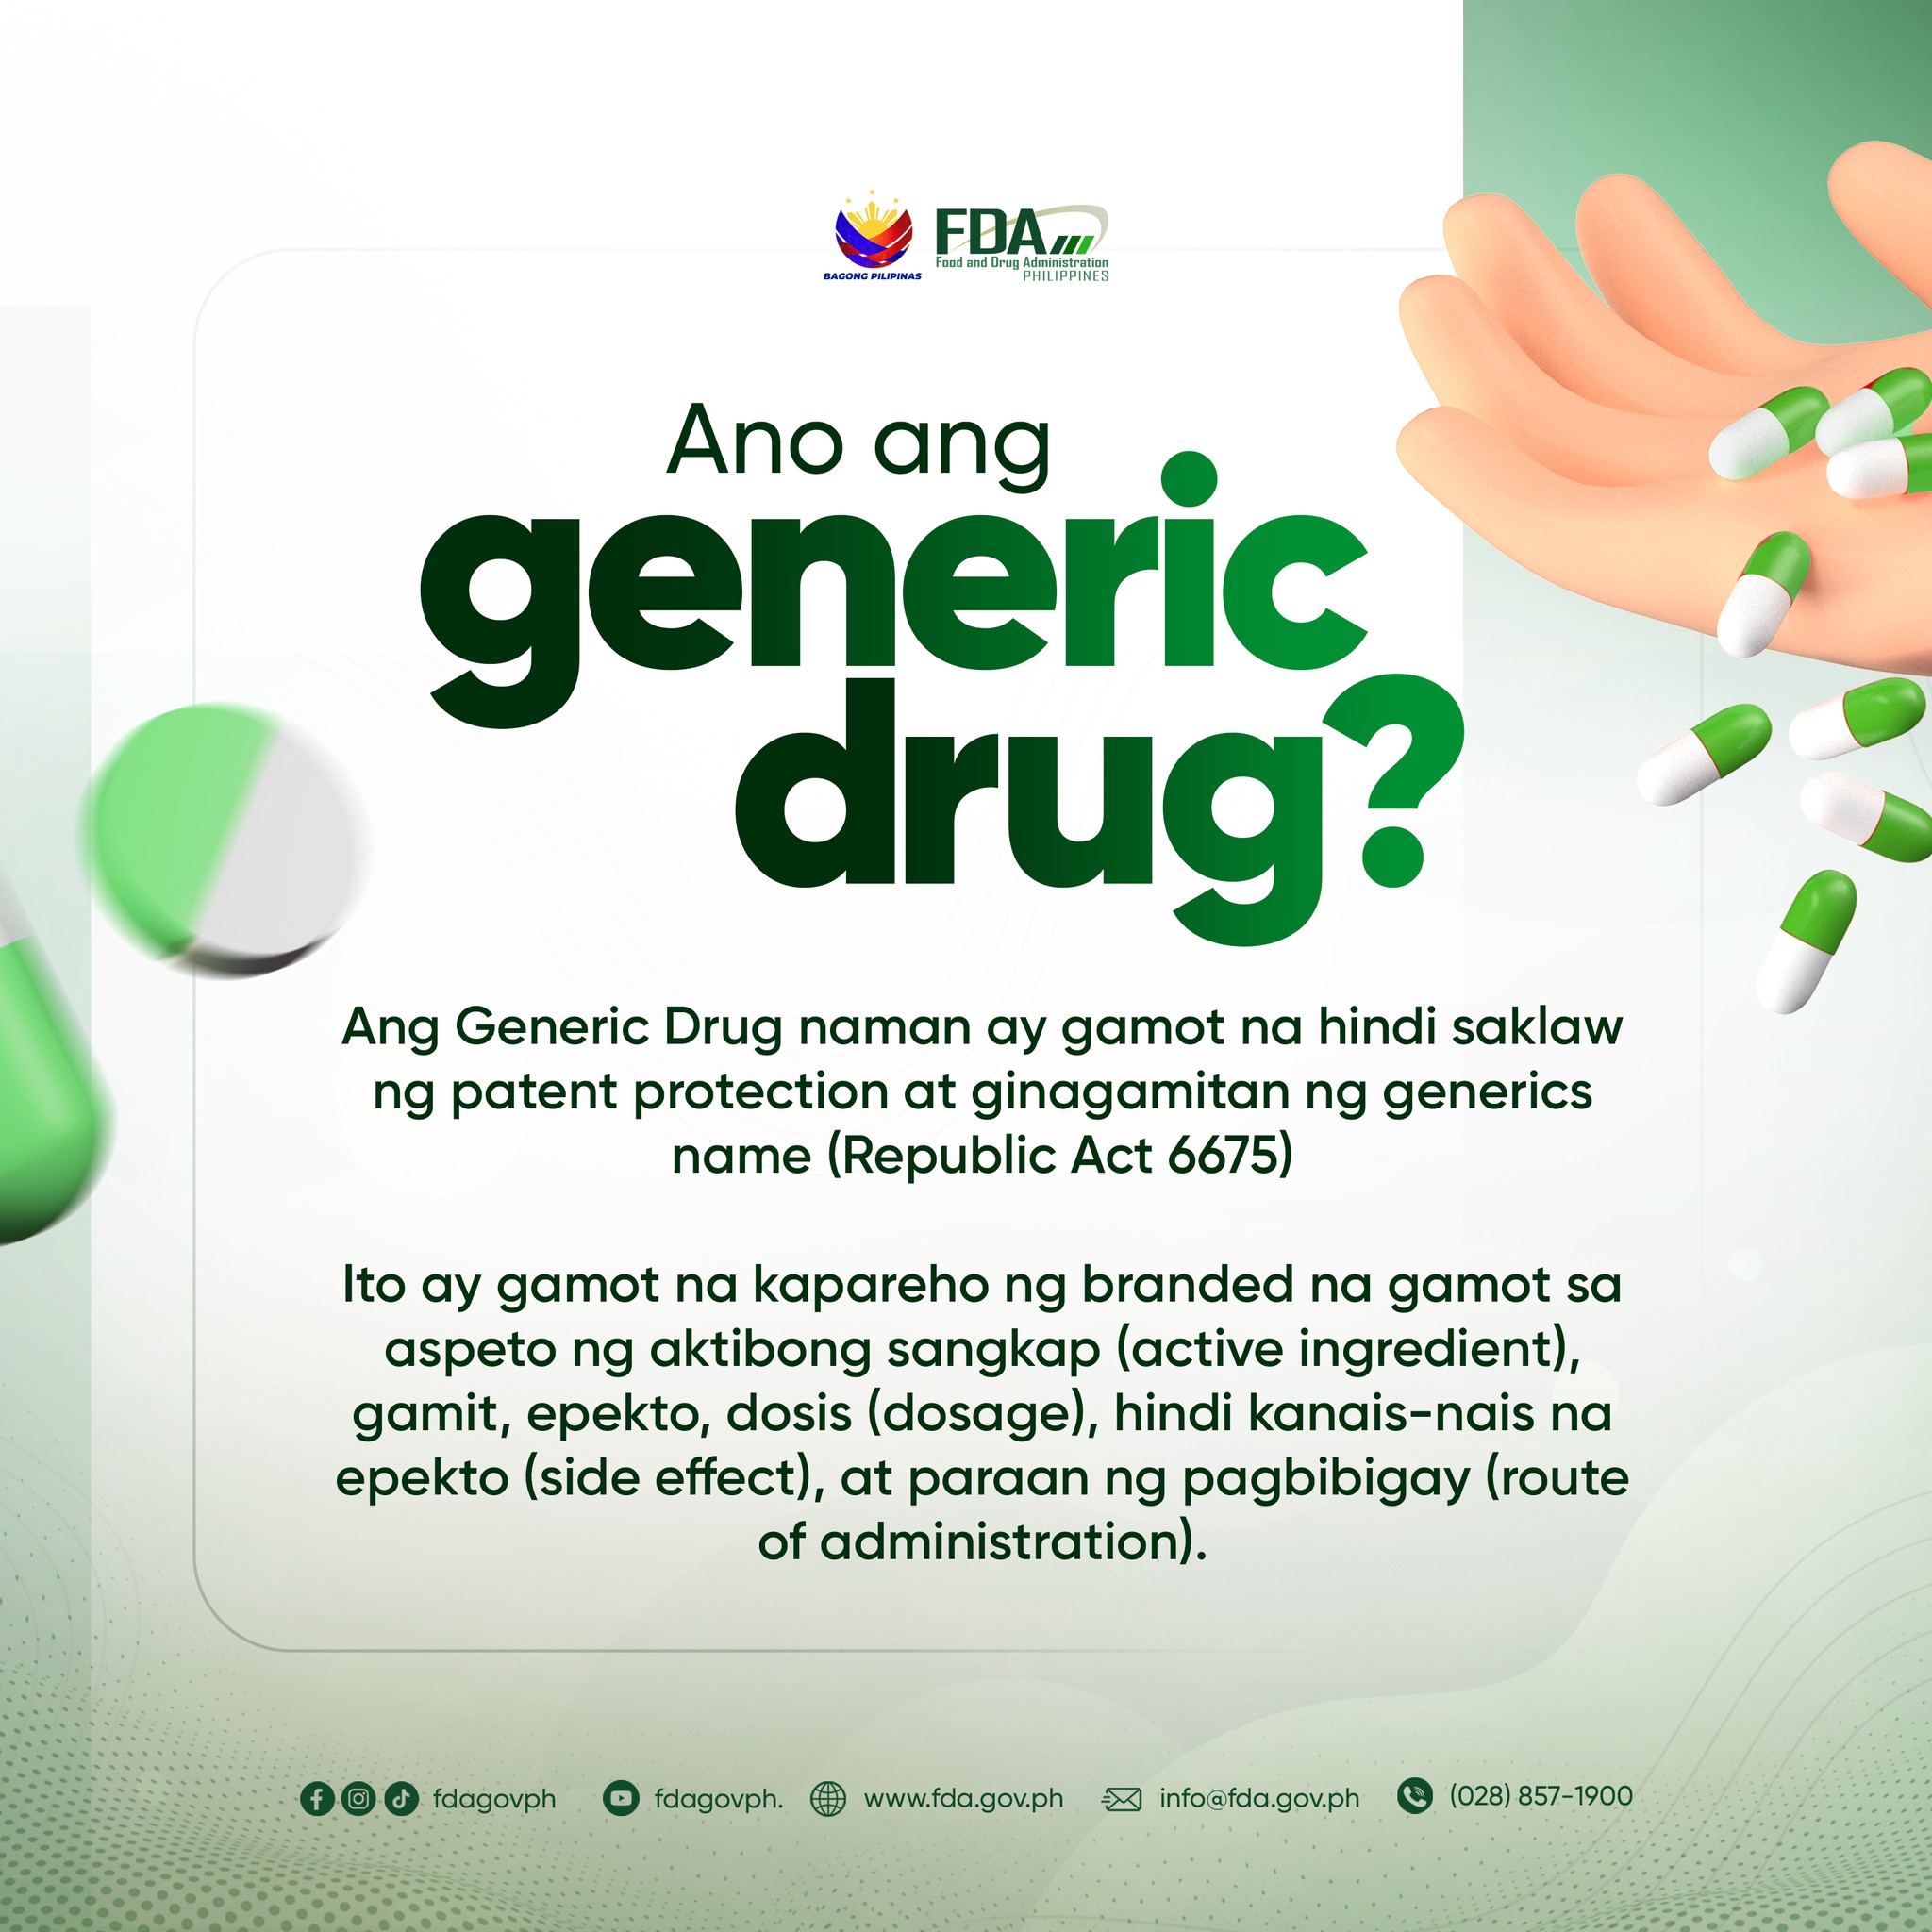 BAGONG PILIPINAS
FDA
Food and Drug Administration
PHILIPPINES
Ano ang
generic
drug?
Ang Generic Drug naman ay gamot na hindi saklaw
ng patent protection at ginagamitan ng generics
name (Republic Act 6675)
Ito ay gamot na kapareho ng branded na gamot sa
aspeto ng aktibong sangkap (active ingredient),
gamit, epekto, dosis (dosage), hindi kanais-nais na
epekto (side effect), at paraan ng pagbibigay (route
of administration).
fdagovph fdagovph. www.fda.gov.ph info@fda.gov.ph (028) 857-1900